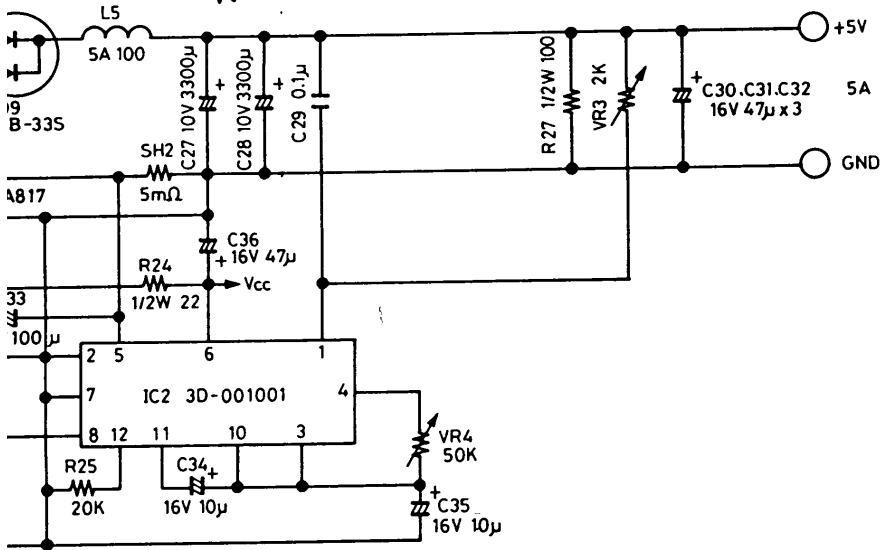 L5
5A 100
+5V
5A
GND
C27 10V 3300μ
+
C28 10V 3300μ
+
C29 0.1μ
R27 1/2W 100
VR3 2K
+
C30.C31.C32
16V 47μ x 3
9
B-33S
SH2
5mΩ
A817
C36
+ 16V 47μ
R24
1/2W 22
Vcc
33
100 μ
2 5 6 1
7 IC2 3D-001001 4
8 12 11 10 3
VR4
50K
R25
20K
C34
+
16V 10μ
+
C35
16V 10μ